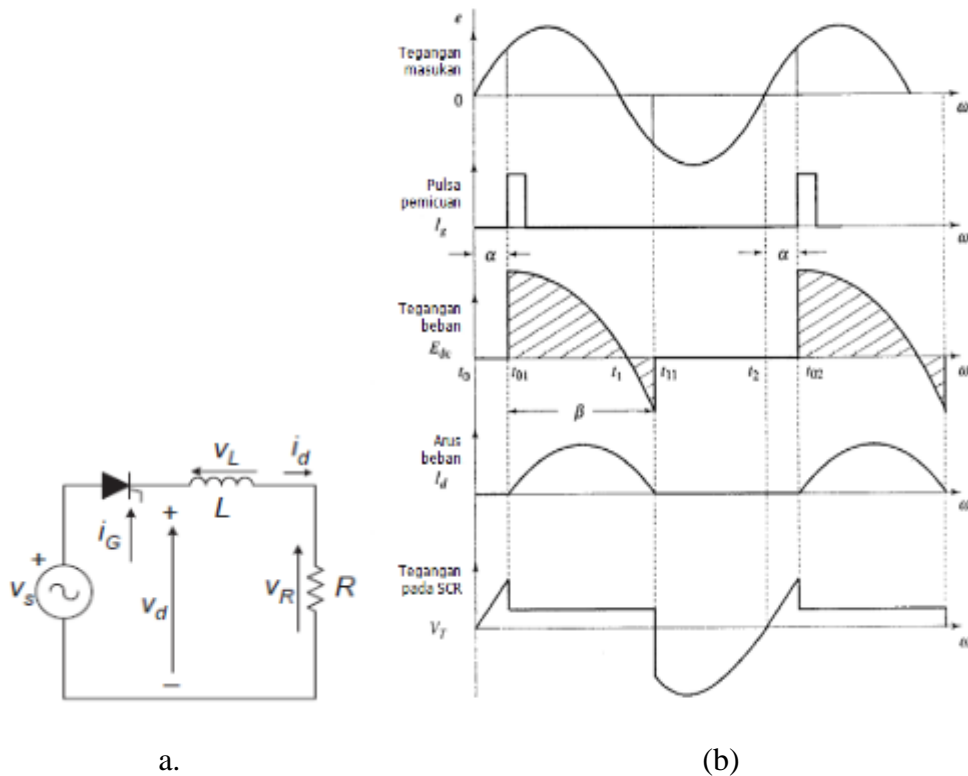 e
Tegangan
masukan
0
ω
Pulsa
pemicuan
I_g
ω
α
α
Tegangan
beban
E_dc
t_0
t_01
t_1
t_11
t_2
t_02
ω
β
Arus
beban
I_d
ω
Tegangan
pada SCR
V_T
ω
v_s
+
i_G
v_L
L
i_d
+
v_d
−
v_R
R
a.
(b)